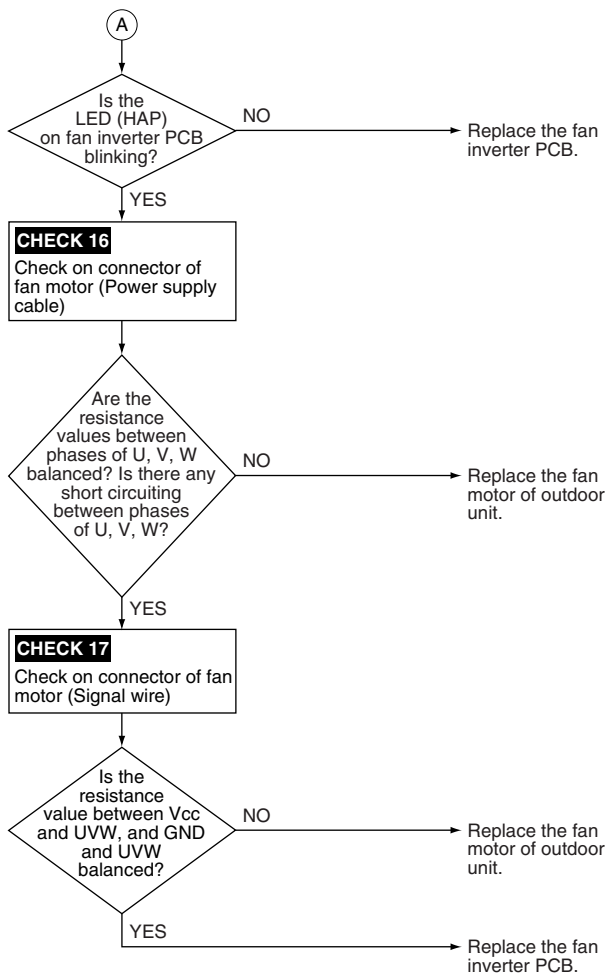 A
Is the
LED (HAP)
on fan inverter PCB
blinking?
NO
Replace the fan
inverter PCB.
YES
CHECK 16
Check on connector of
fan motor (Power supply
cable)
Are the
resistance
values between
phases of U, V, W
balanced? Is there any
short circuiting
between phases
of U, V, W?
NO
Replace the fan
motor of outdoor
unit.
YES
CHECK 17
Check on connector of fan
motor (Signal wire)
Is the
resistance
value between Vcc
and UVW, and GND
and UVW
balanced?
NO
Replace the fan
motor of outdoor
unit.
YES
Replace the fan
inverter PCB.